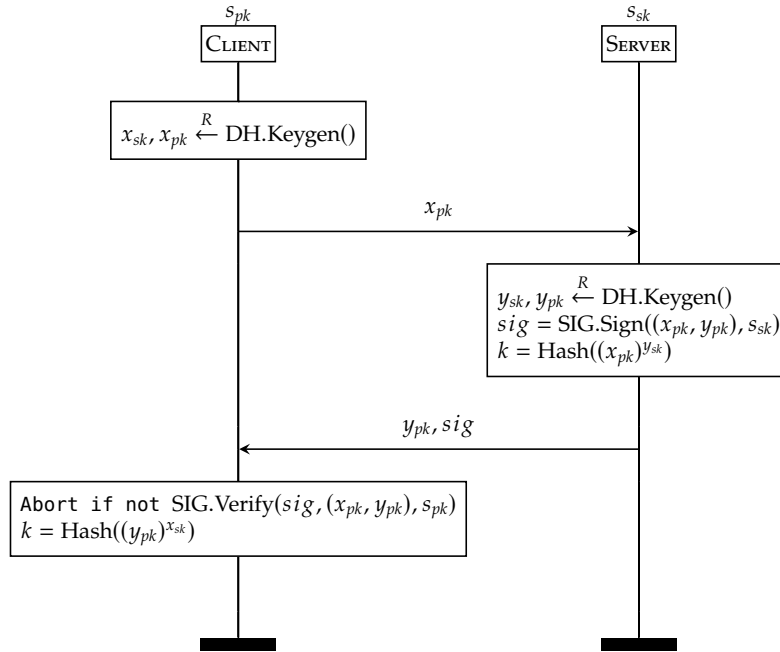 s_pk s_sk
CLIENT SERVER
x_sk, x_pk ←^R DH.Keygen()
x_pk
y_sk, y_pk ←^R DH.Keygen()
sig = SIG.Sign((x_pk, y_pk), s_sk)
k = Hash((x_pk)^{y_sk})
y_pk, sig
Abort if not SIG.Verify(sig, (x_pk, y_pk), s_pk)
k = Hash((y_pk)^{x_sk})